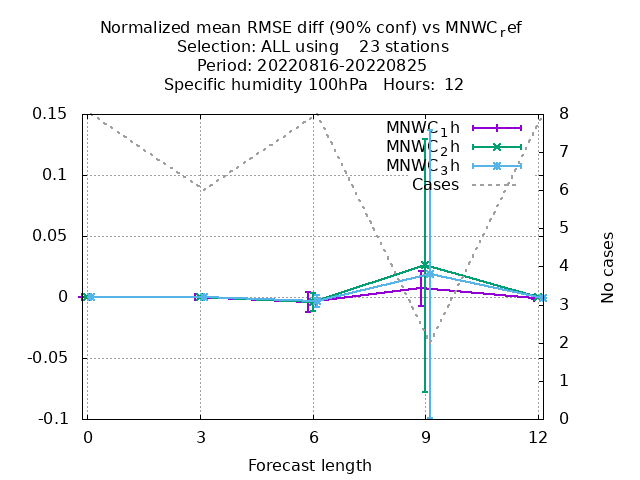 Normalized mean RMSE diff (90% conf) vs MNWC_ref
Selection: ALL using    23 stations
Period: 20220816-20220825
Specific humidity 100hPa   Hours:  12
0.15
0.1
0.05
0
-0.05
-0.1
8
7
6
5
4
3
2
1
0
MNWC_1h
MNWC_2h
MNWC_3h
Cases
No cases
0
3
6
9
12
Forecast length